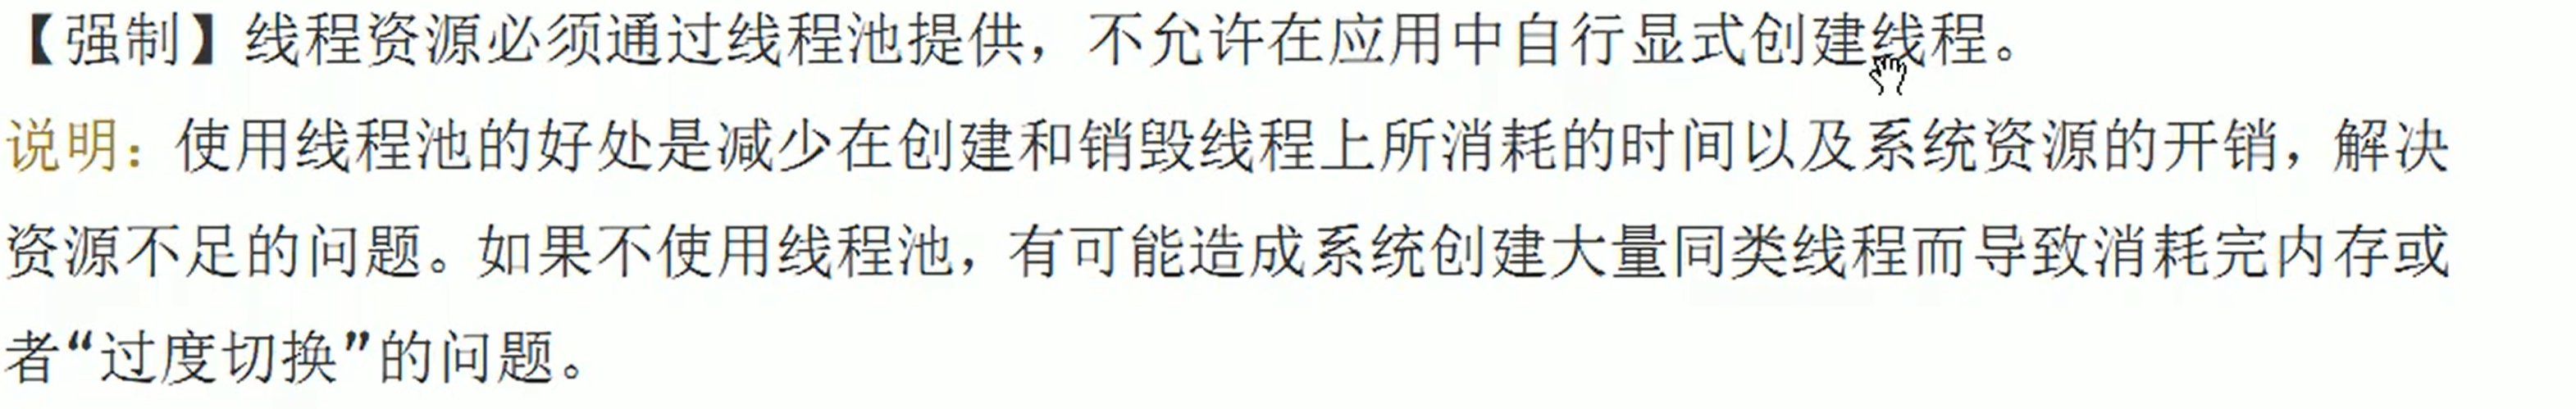 【强制】线程资源必须通过线程池提供，不允许在应用中自行显式创建线程。
说明：使用线程池的好处是减少在创建和销毁线程上所消耗的时间以及系统资源的开销，解决
资源不足的问题。如果不使用线程池，有可能造成系统创建大量同类线程而导致消耗完内存或
者“过度切换”的问题。